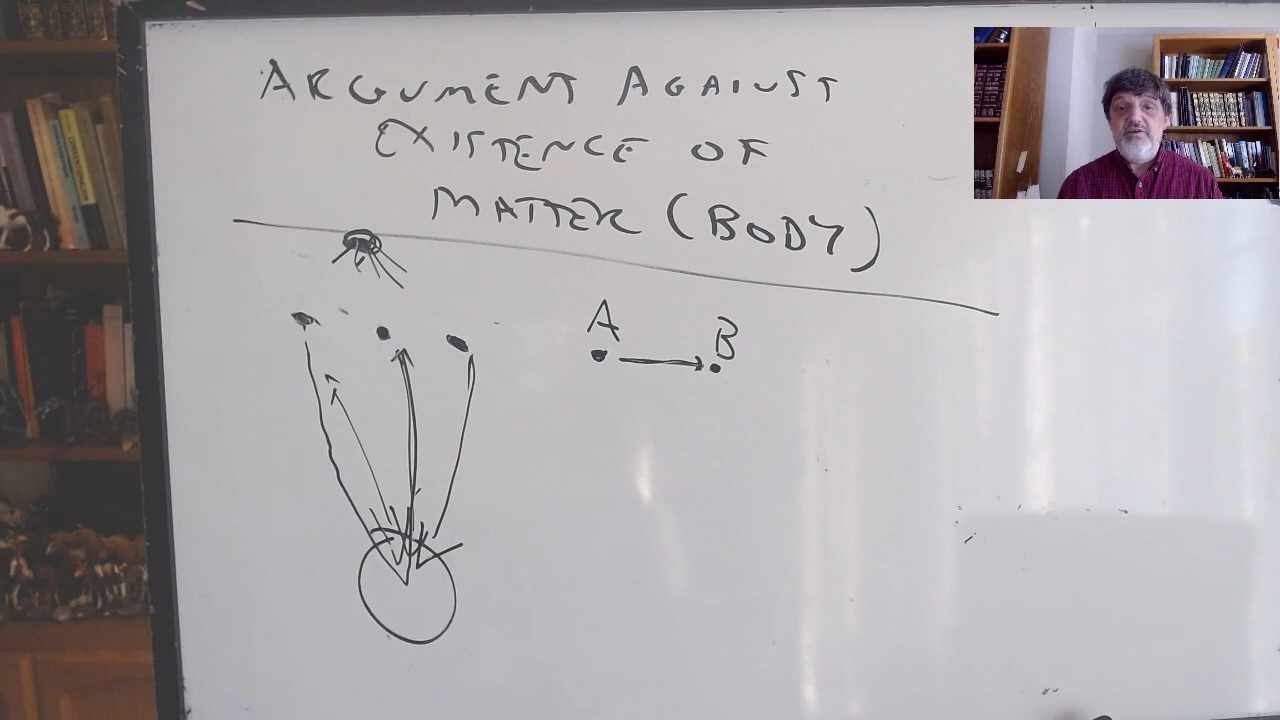 ARGUMENT AGAINST
EXISTENCE OF
MATTER (BODY)
A
B